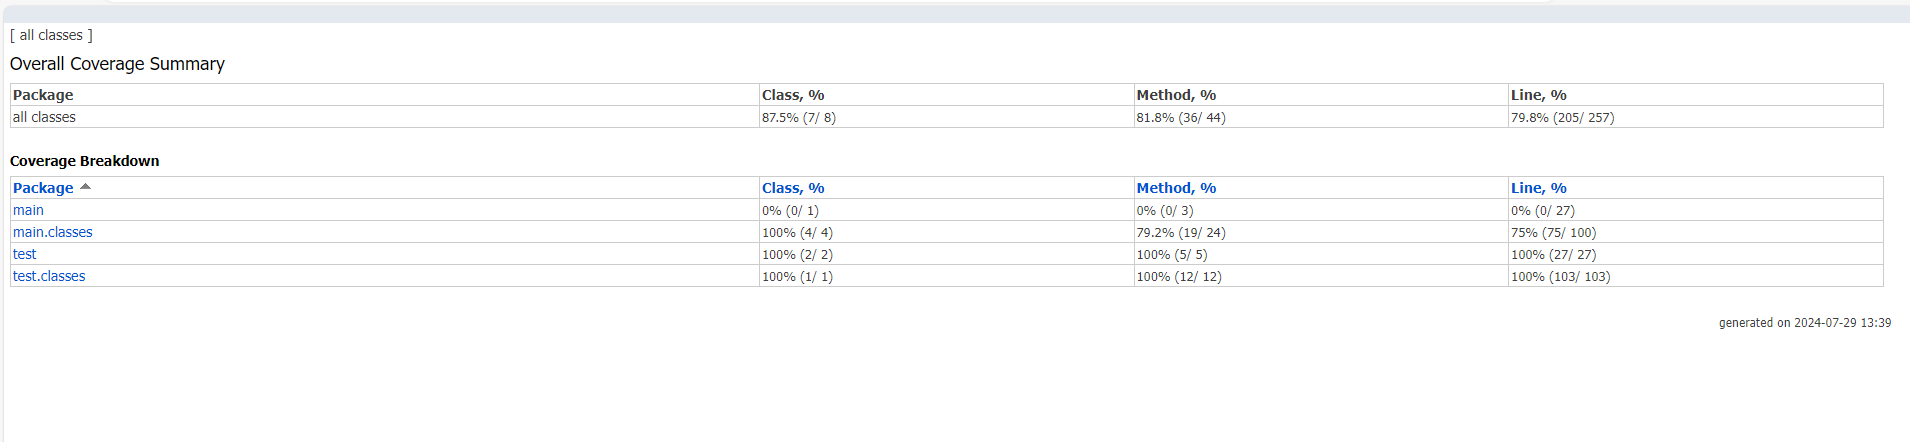 [ all classes ]
Overall Coverage Summary
Package Class, % Method, % Line, %
all classes 87.5% (7/ 8) 81.8% (36/ 44) 79.8% (205/ 257)
Coverage Breakdown
Package Class, % Method, % Line, %
main 0% (0/ 1) 0% (0/ 3) 0% (0/ 27)
main.classes 100% (4/ 4) 79.2% (19/ 24) 75% (75/ 100)
test 100% (2/ 2) 100% (5/ 5) 100% (27/ 27)
test.classes 100% (1/ 1) 100% (12/ 12) 100% (103/ 103)
generated on 2024-07-29 13:39